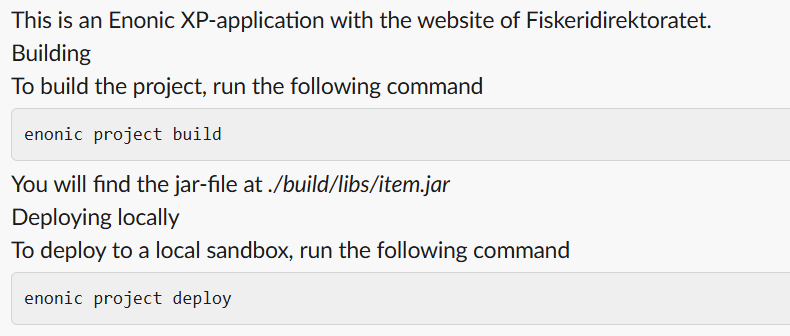 This is an Enonic XP-application with the website of Fiskeridirektoratet.
Building
To build the project, run the following command
enonic project build
You will find the jar-file at ./build/libs/item.jar
Deploying locally
To deploy to a local sandbox, run the following command
enonic project deploy